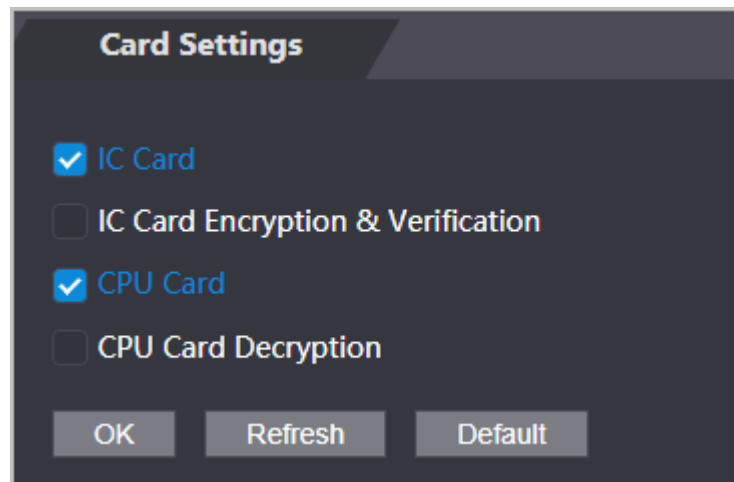 Card Settings
IC Card
IC Card Encryption & Verification
CPU Card
CPU Card Decryption
OK Refresh Default